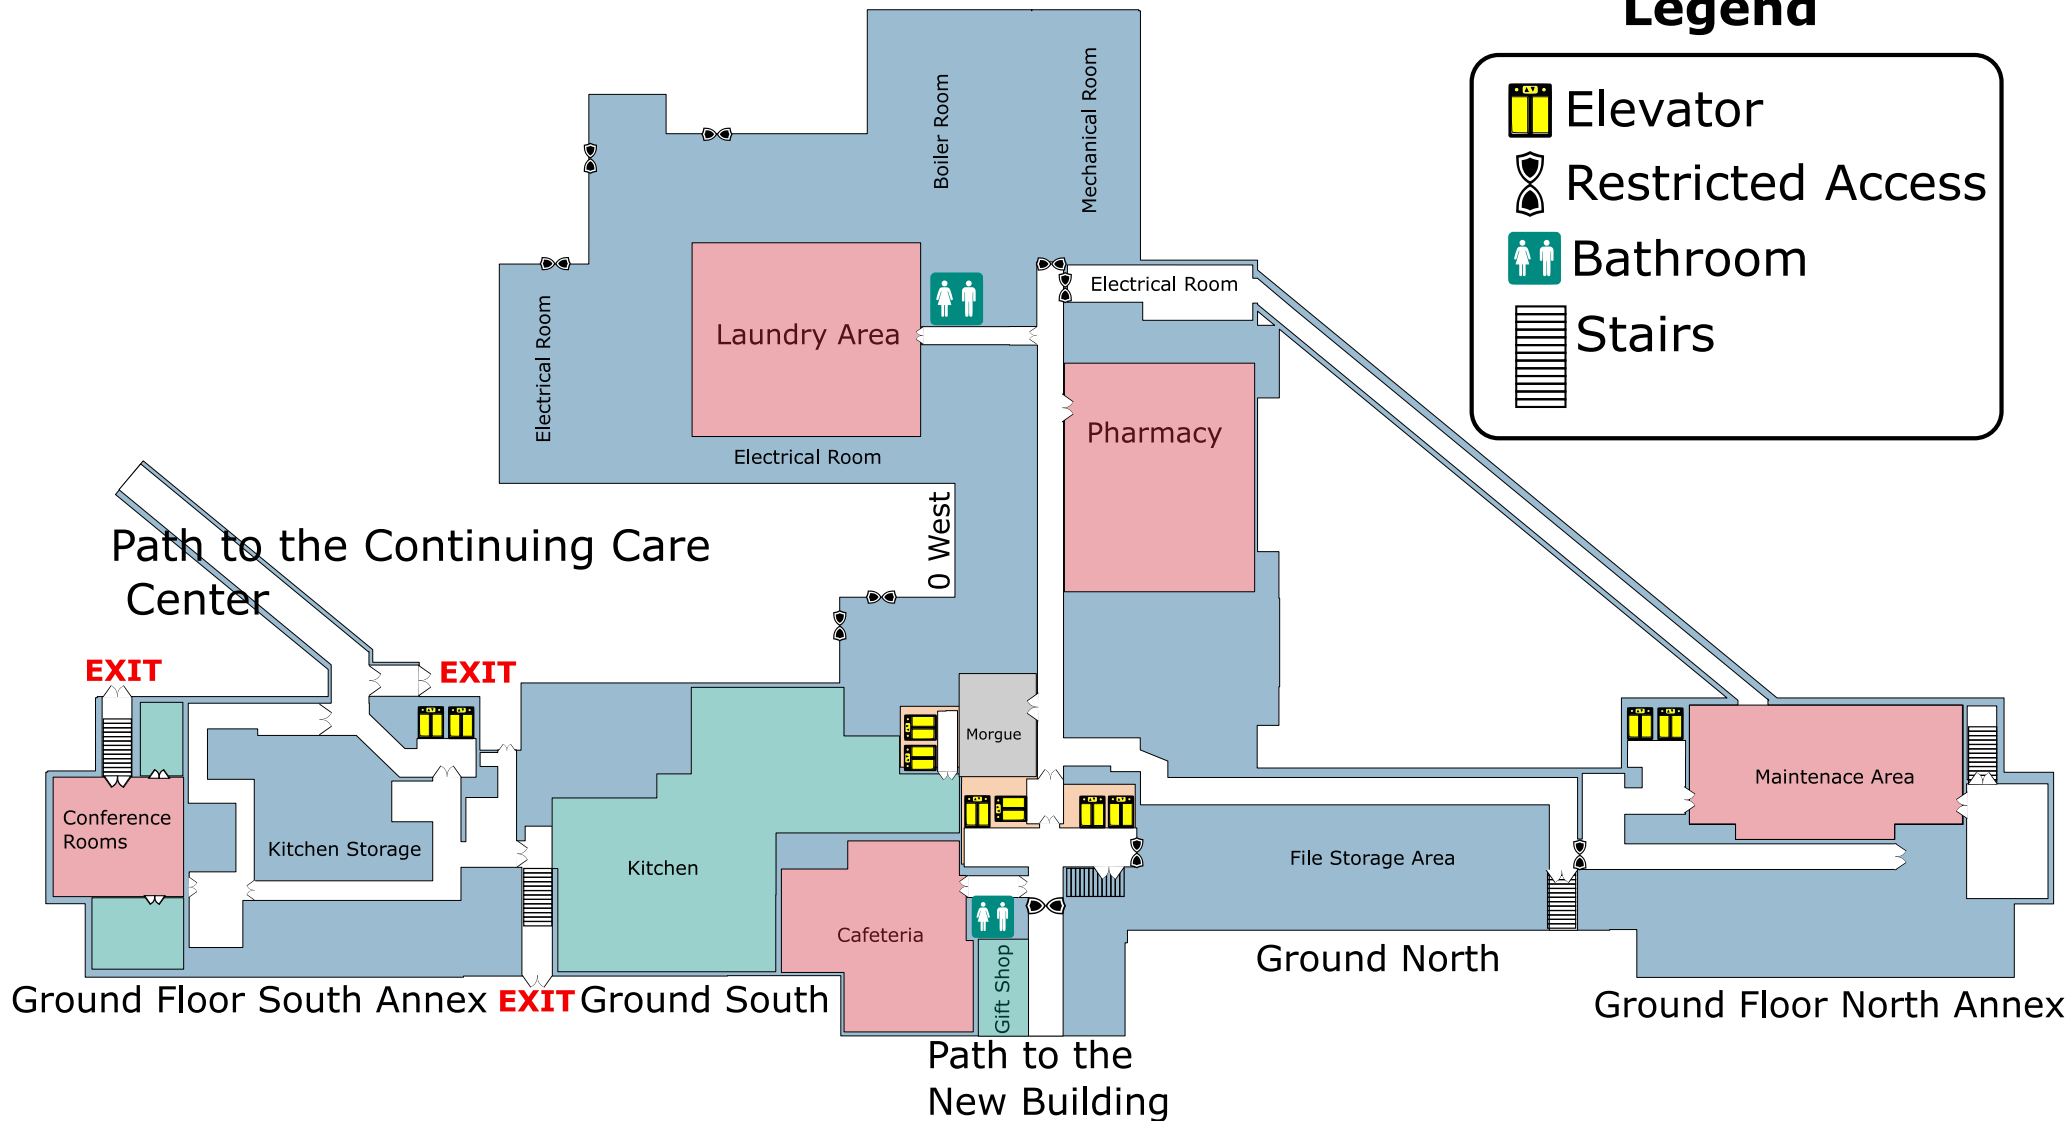 Legend
Elevator
Restricted Access
Bathroom
Stairs
Boiler Room
Mechanical Room
Electrical Room
Laundry Area
Electrical Room
Electrical Room
Pharmacy
0 West
Path to the Continuing Care
Center
EXIT
EXIT
Conference
Rooms
Kitchen Storage
Kitchen
Morgue
Cafeteria
Gift Shop
File Storage Area
Maintenace Area
Ground Floor South Annex
EXIT
Ground South
Ground North
Ground Floor North Annex
Path to the
New Building